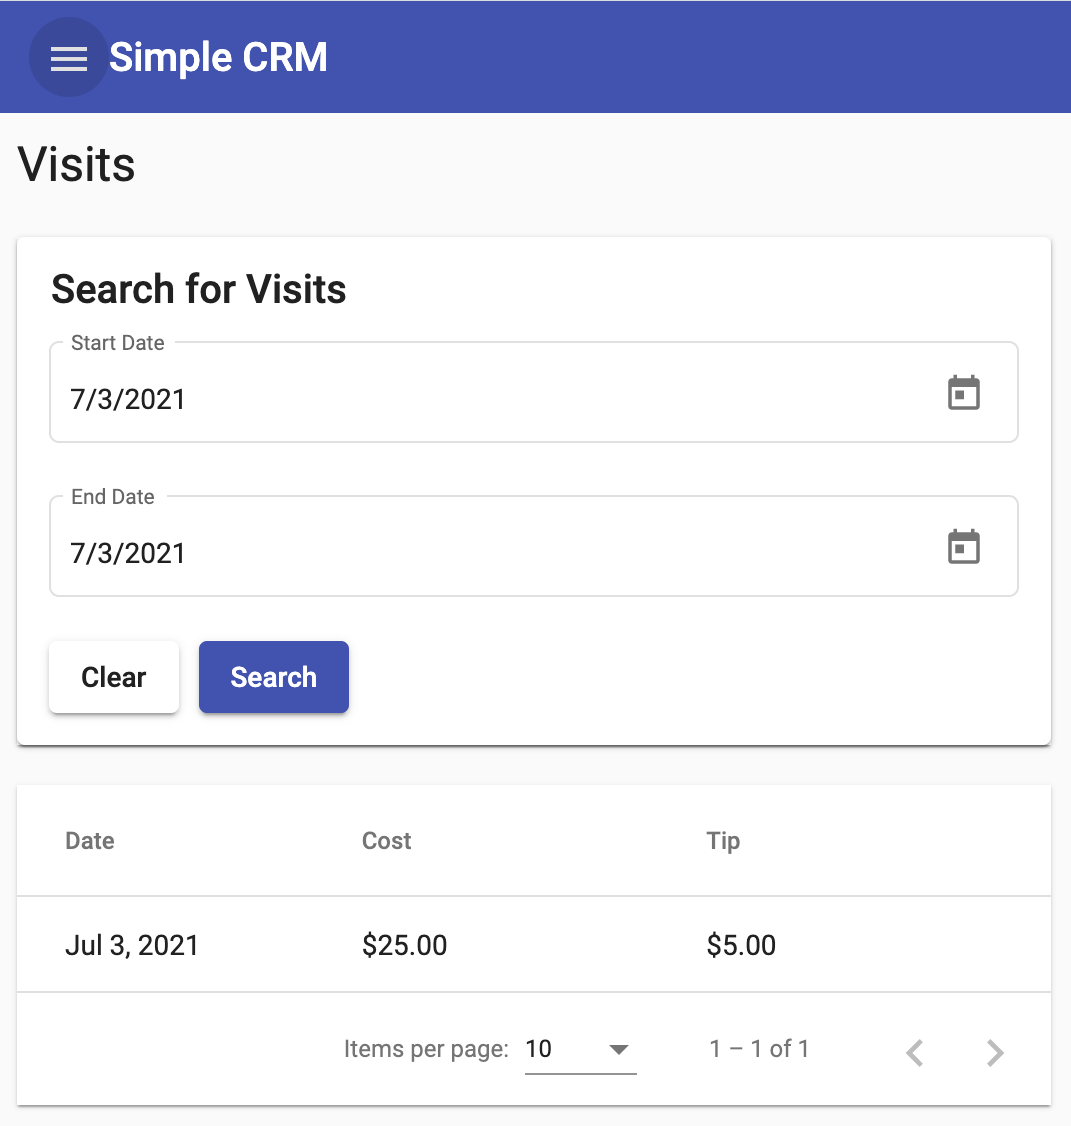 Simple CRM
Visits
Search for Visits
Start Date
7/3/2021
End Date
7/3/2021
Clear Search
Date Cost Tip
Jul 3, 2021 $25.00 $5.00
Items per page: 10 1 – 1 of 1